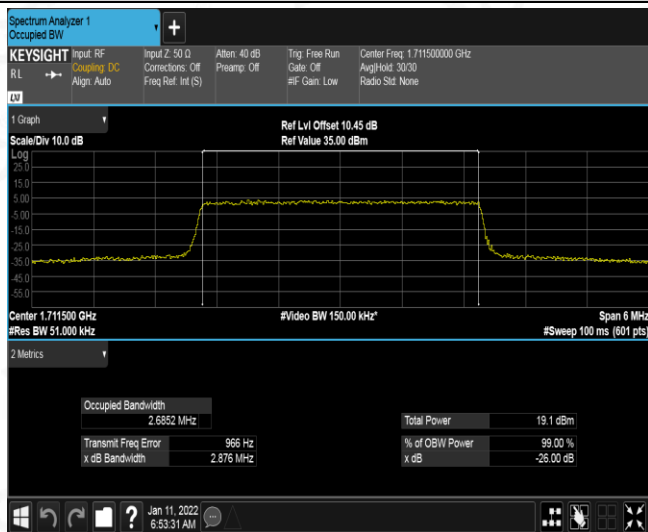 Spectrum Analyzer 1
Occupied BW
+
KEYSIGHT Input: RF Input Z: 50 Ω Atten: 40 dB Trig: Free Run Center Freq: 1.711500000 GHz
RL Coupling: DC Corrections: Off Preamp: Off Gate: Off Avg|Hold: 30/30
Align: Auto Freq Ref: Int (S) #IF Gain: Low Radio Std: None
LXI
1 Graph Ref Lvl Offset 10.45 dB
Scale/Div 10.0 dB Ref Value 35.00 dBm
Log
25.0
15.0
5.00
-5.00
-15.0
-25.0
-35.0
-45.0
-55.0
Center 1.711500 GHz #Video BW 150.00 kHz* Span 6 MHz
#Res BW 51.000 kHz #Sweep 100 ms (601 pts)
2 Metrics
Occupied Bandwidth
2.6852 MHz Total Power 19.1 dBm
Transmit Freq Error 966 Hz % of OBW Power 99.00 %
x dB Bandwidth 2.876 MHz x dB -26.00 dB
? Jan 11, 2022
6:53:31 AM